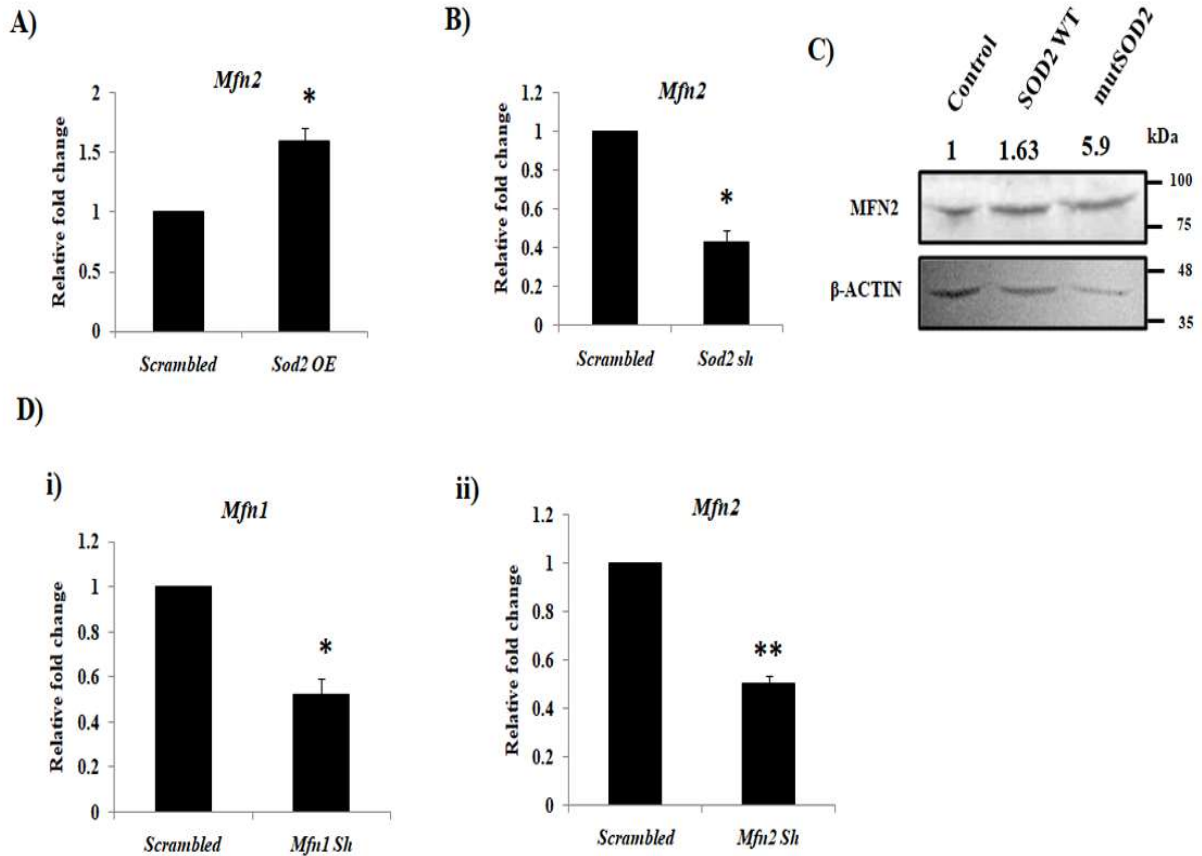 A)
Mfn2
*
Relative fold change
2
1.5
1
0.5
0
Scrambled Sod2 OE
B)
Mfn2
*
Relative fold change
1.2
1
0.8
0.6
0.4
0.2
0
Scrambled Sod2 sh
C)
Control SOD2 WT mutSOD2
1 1.63 5.9 kDa
MFN2
100
75
β-ACTIN
48
35
D)
i)
Mfn1
*
Relative fold change
1.2
1
0.8
0.6
0.4
0.2
0
Scrambled Mfn1 Sh
ii)
Mfn2
**
Relative fold change
1.2
1
0.8
0.6
0.4
0.2
0
Scrambled Mfn2 Sh